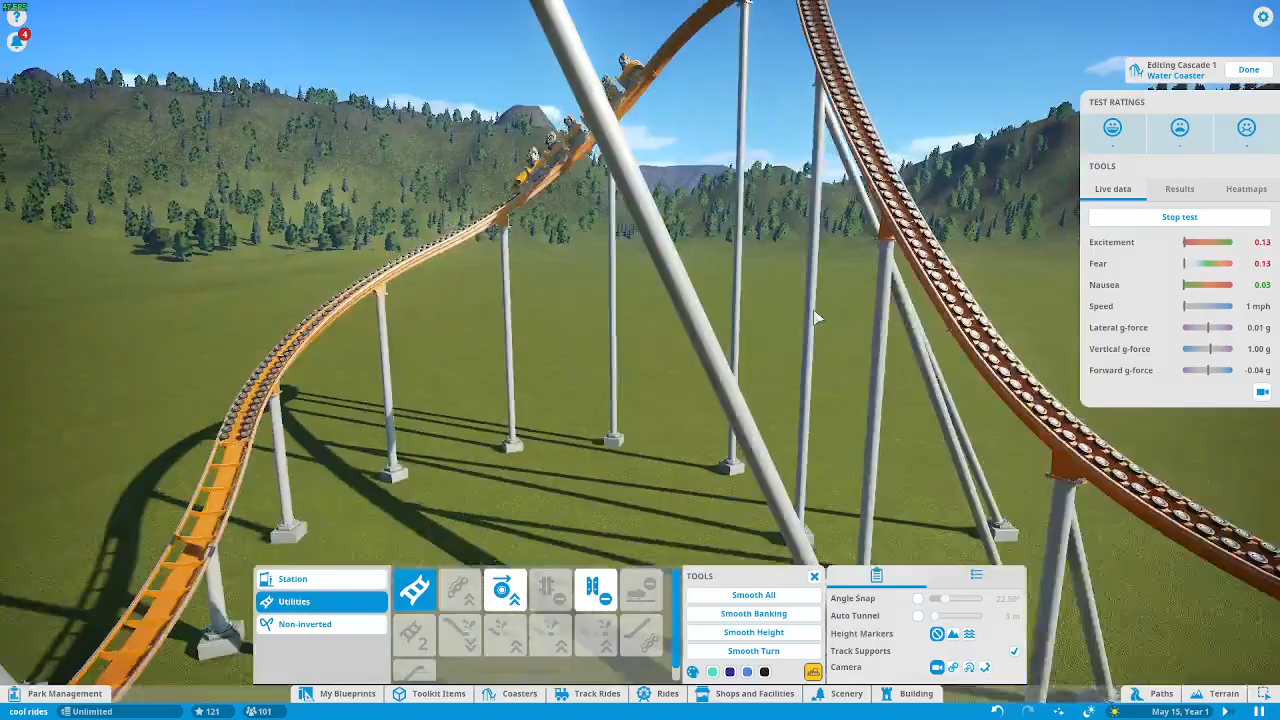 47 FPS
4
Editing Cascade 1
Water Coaster
Done
TEST RATINGS
- - -
TOOLS
Live data Results Heatmaps
Stop test
Excitement 0.13
Fear 0.13
Nausea 0.03
Speed 1 mph
Lateral g-force 0.01 g
Vertical g-force 1.00 g
Forward g-force -0.04 g
Station
Utilities
Non-inverted
2
TOOLS
Smooth All
Smooth Banking
Smooth Height
Smooth Turn
Angle Snap 22.50°
Auto Tunnel 3 m
Height Markers
Track Supports
Camera
Park Management My Blueprints Toolkit Items Coasters Track Rides Rides Shops and Facilities Scenery Building Paths Terrain
cool rides Unlimited 121 101 May 15, Year 1